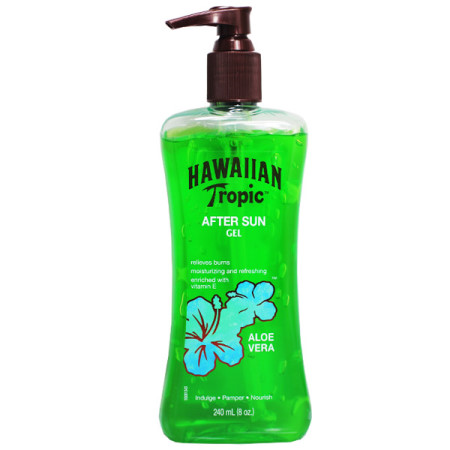 HAWAIIAN
Tropic™
AFTER SUN
GEL
relieves burns
moisturizing and refreshing
enriched with
vitamin E
ALOE
VERA
Indulge • Pamper • Nourish
240 mL (8 oz.)